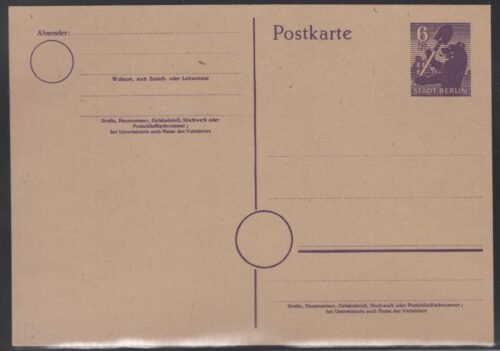 Absender:
Wohnort, auch Zustell- oder Leitpostamt
Straße, Hausnummer, Gebäudeteil, Stockwerk oder
Postschließfachnummer;
bei Untermietern auch Name des Vermieters
Postkarte
6
STADT BERLIN
Straße, Hausnummer, Gebäudeteil, Stockwerk oder Postschließfachnummer;
bei Untermietern auch Name des Vermieters